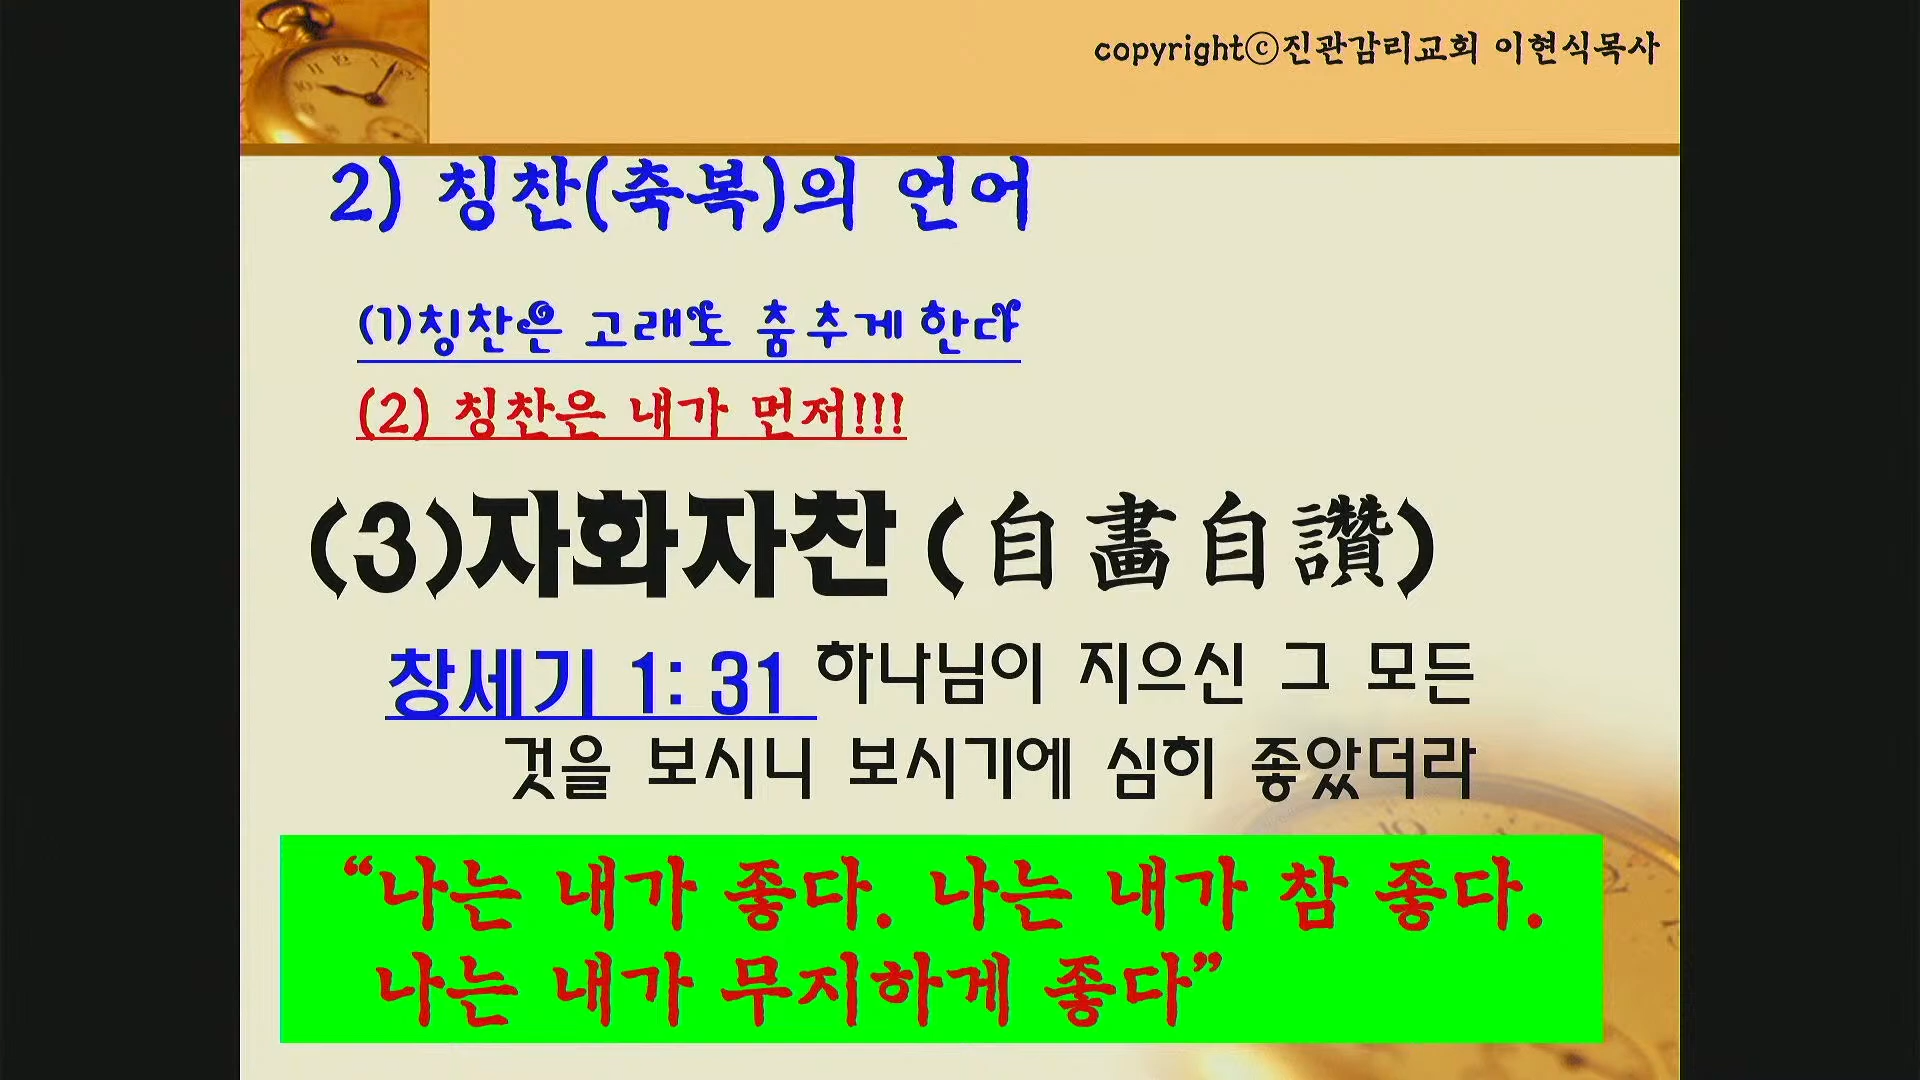 copyrightⓒ진관감리교회 이현식목사
2) 칭찬(축복)의 언어
(1)칭찬은 고래도 춤추게 한다
(2) 칭찬은 내가 먼저!!!
(3)자화자찬(自畵自讚)
창세기 1: 31 하나님이 지으신 그 모든
것을 보시니 보시기에 심히 좋았더라
“나는 내가 좋다. 나는 내가 참 좋다.
나는 내가 무지하게 좋다”